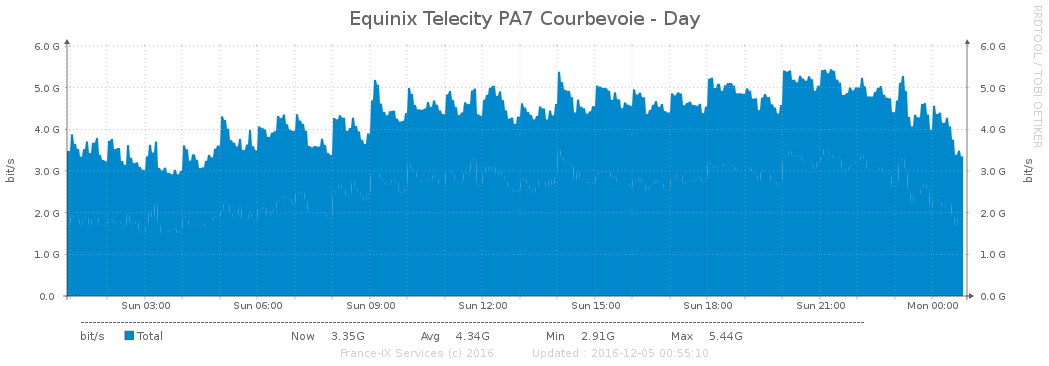 Equinix Telecity PA7 Courbevoie - Day
RRDTOOL / TOBI OETIKER
bit/s
6.0 G 6.0 G
5.0 G 5.0 G
4.0 G 4.0 G
3.0 G 3.0 G
2.0 G 2.0 G
1.0 G 1.0 G
0.0 0.0 G
bit/s
Sun 03:00 Sun 06:00 Sun 09:00 Sun 12:00 Sun 15:00 Sun 18:00 Sun 21:00 Mon 00:00
bit/s Total Now 3.35G Avg 4.34G Min 2.91G Max 5.44G
France-IX Services (c) 2016 Updated : 2016-12-05 00:55:10